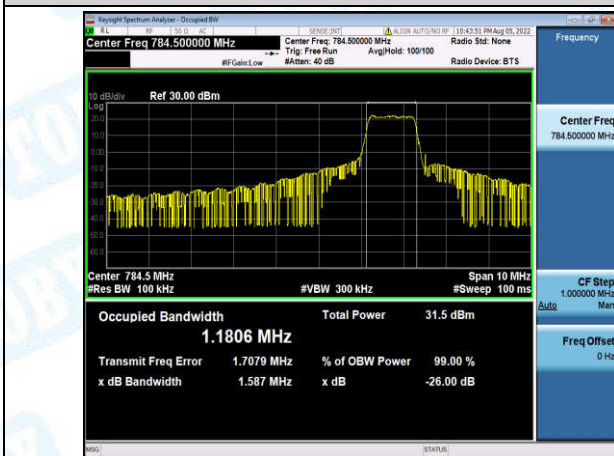 Keysight Spectrum Analyzer - Occupied BW
RL RF 50 Ω AC SENSE:INT ALIGN AUTO/NO RF 10:43:51 PM Aug 05, 2022
Center Freq 784.500000 MHz
Center Freq: 784.500000 MHz
Radio Std: None
Trig: Free Run Avg|Hold: 100/100
#IFGain:Low #Atten: 40 dB Radio Device: BTS
10 dB/div Ref 30.00 dBm
Log
20.0
10.0
0.00
-10.0
-20.0
-30.0
-40.0
-50.0
-60.0
Center 784.5 MHz Span 10 MHz
#Res BW 100 kHz #VBW 300 kHz #Sweep 100 ms
Occupied Bandwidth Total Power 31.5 dBm
1.1806 MHz
Transmit Freq Error 1.7079 MHz % of OBW Power 99.00 %
x dB Bandwidth 1.587 MHz x dB -26.00 dB
MSG STATUS
Frequency
Center Freq
784.500000 MHz
CF Step
1.000000 MHz
Auto Man
Freq Offset
0 Hz